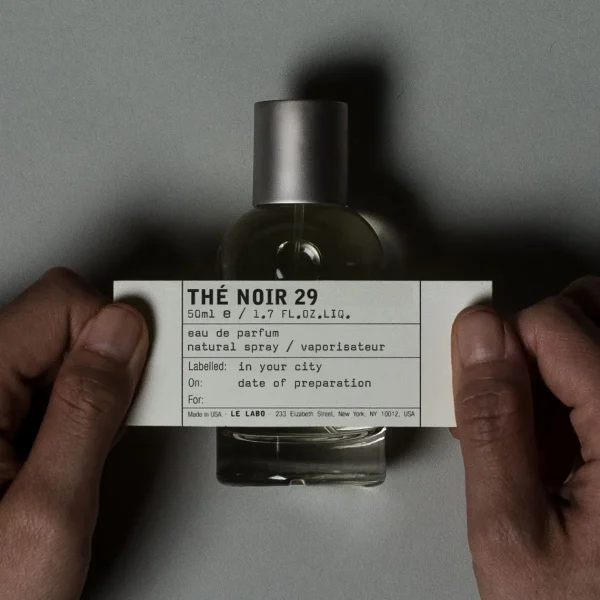 THÉ NOIR 29
50ml e / 1.7 FL.OZ.LIQ.
eau de parfum
natural spray / vaporisateur
Labelled: in your city
On: date of preparation
For:
Made in USA - LE LABO - 233 Elizabeth Street, New York, NY 10012, USA